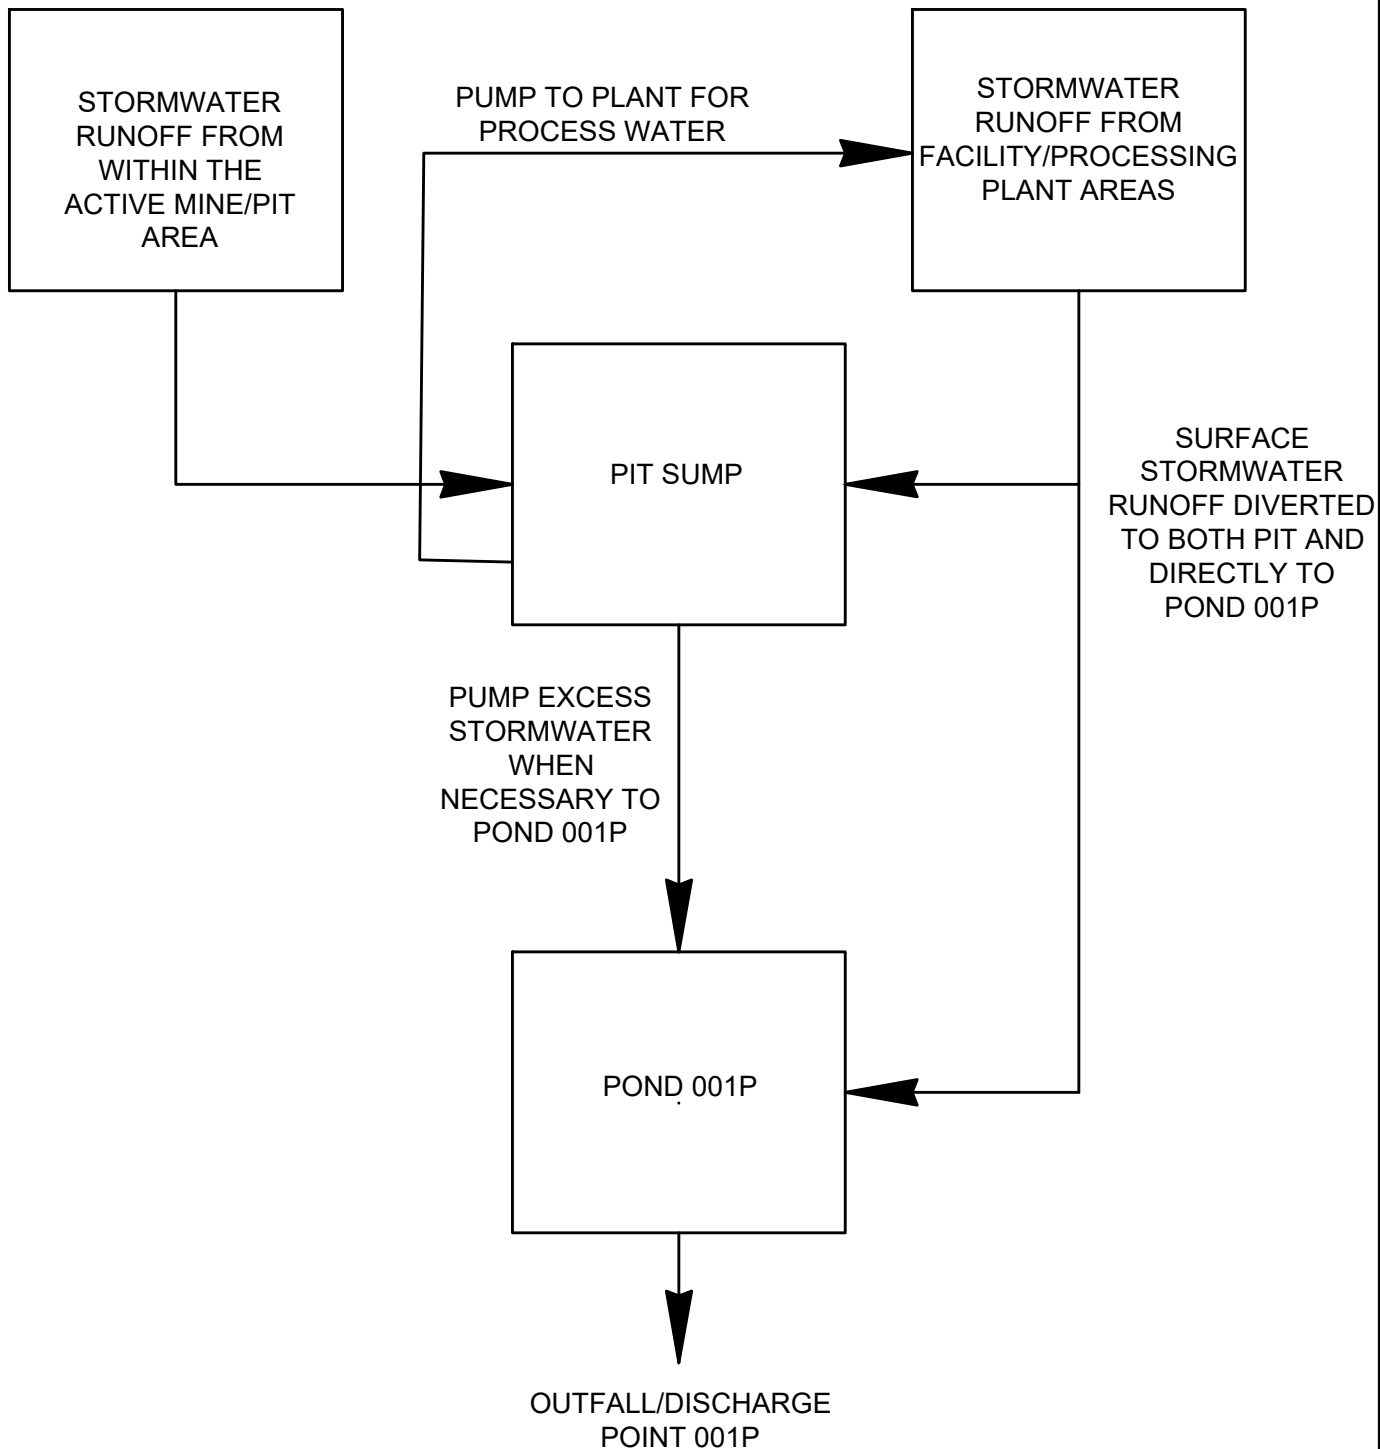 STORMWATER
RUNOFF FROM
WITHIN THE
ACTIVE MINE/PIT
AREA
PUMP TO PLANT FOR
PROCESS WATER
STORMWATER
RUNOFF FROM
FACILITY/PROCESSING
PLANT AREAS
PIT SUMP
SURFACE
STORMWATER
RUNOFF DIVERTED
TO BOTH PIT AND
DIRECTLY TO
POND 001P
PUMP EXCESS
STORMWATER
WHEN
NECESSARY TO
POND 001P
POND 001P
OUTFALL/DISCHARGE
POINT 001P